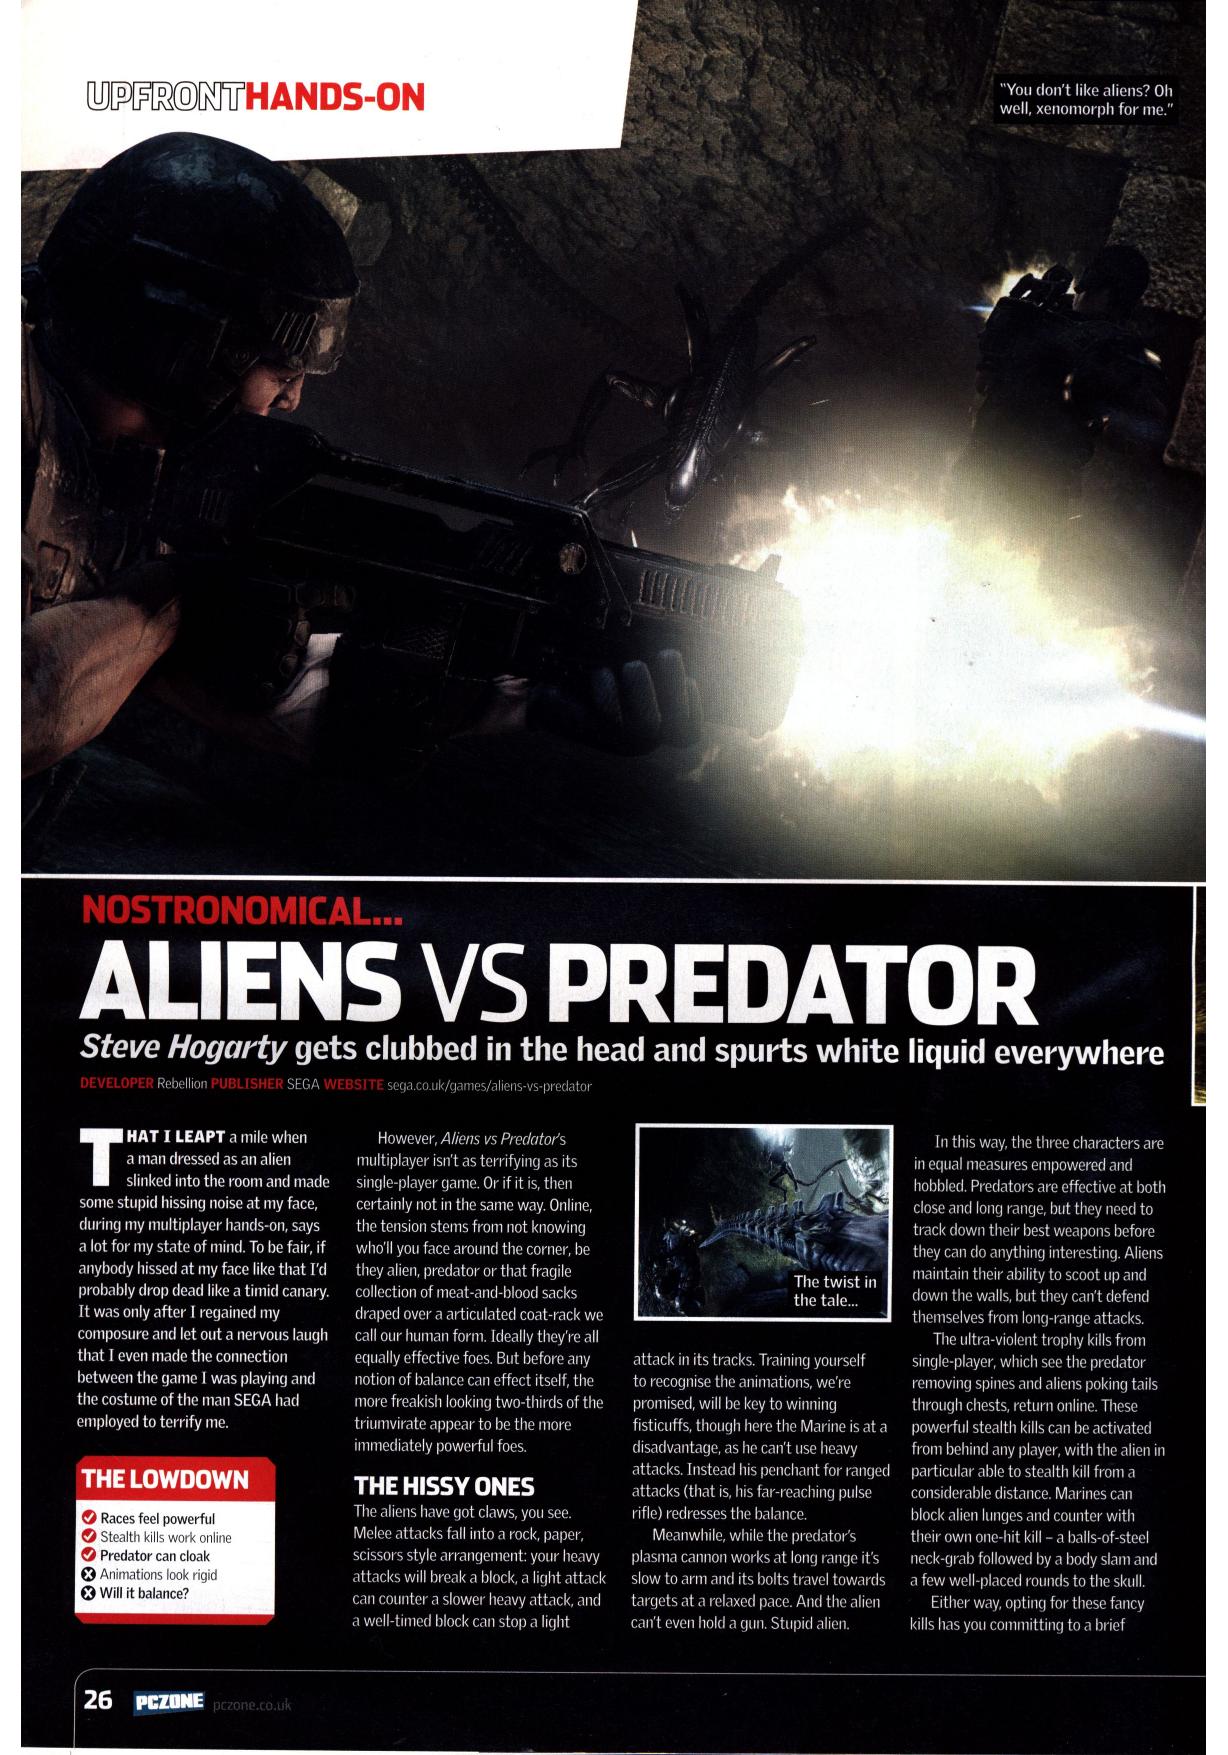 UPFRONTHANDS-ON
"You don't like aliens? Oh
well, xenomorph for me."
NOSTRONOMICAL...
ALIENS VS PREDATOR
Steve Hogarty gets clubbed in the head and spurts white liquid everywhere
DEVELOPER Rebellion PUBLISHER SEGA WEBSITE sega.co.uk/games/aliens-vs-predator
THAT I LEAPT a mile when
a man dressed as an alien
slinked into the room and made
some stupid hissing noise at my face,
during my multiplayer hands-on, says
a lot for my state of mind. To be fair, if
anybody hissed at my face like that I'd
probably drop dead like a timid canary.
It was only after I regained my
composure and let out a nervous laugh
that I even made the connection
between the game I was playing and
the costume of the man SEGA had
employed to terrify me.
THE LOWDOWN
Races feel powerful
Stealth kills work online
Predator can cloak
Animations look rigid
Will it balance?
However, Aliens vs Predator's
multiplayer isn't as terrifying as its
single-player game. Or if it is, then
certainly not in the same way. Online,
the tension stems from not knowing
who'll you face around the corner, be
they alien, predator or that fragile
collection of meat-and-blood sacks
draped over a articulated coat-rack we
call our human form. Ideally they're all
equally effective foes. But before any
notion of balance can effect itself, the
more freakish looking two-thirds of the
triumvirate appear to be the more
immediately powerful foes.
THE HISSY ONES
The aliens have got claws, you see.
Melee attacks fall into a rock, paper,
scissors style arrangement: your heavy
attacks will break a block, a light attack
can counter a slower heavy attack, and
a well-timed block can stop a light
The twist in
the tale...
attack in its tracks. Training yourself
to recognise the animations, we're
promised, will be key to winning
fisticuffs, though here the Marine is at a
disadvantage, as he can't use heavy
attacks. Instead his penchant for ranged
attacks (that is, his far-reaching pulse
rifle) redresses the balance.
Meanwhile, while the predator's
plasma cannon works at long range it's
slow to arm and its bolts travel towards
targets at a relaxed pace. And the alien
can't even hold a gun. Stupid alien.
In this way, the three characters are
in equal measures empowered and
hobbled. Predators are effective at both
close and long range, but they need to
track down their best weapons before
they can do anything interesting. Aliens
maintain their ability to scoot up and
down the walls, but they can't defend
themselves from long-range attacks.
The ultra-violent trophy kills from
single-player, which see the predator
removing spines and aliens poking tails
through chests, return online. These
powerful stealth kills can be activated
from behind any player, with the alien in
particular able to stealth kill from a
considerable distance. Marines can
block alien lunges and counter with
their own one-hit kill – a balls-of-steel
neck-grab followed by a body slam and
a few well-placed rounds to the skull.
Either way, opting for these fancy
kills has you committing to a brief
26 PCZONE pczone.co.uk